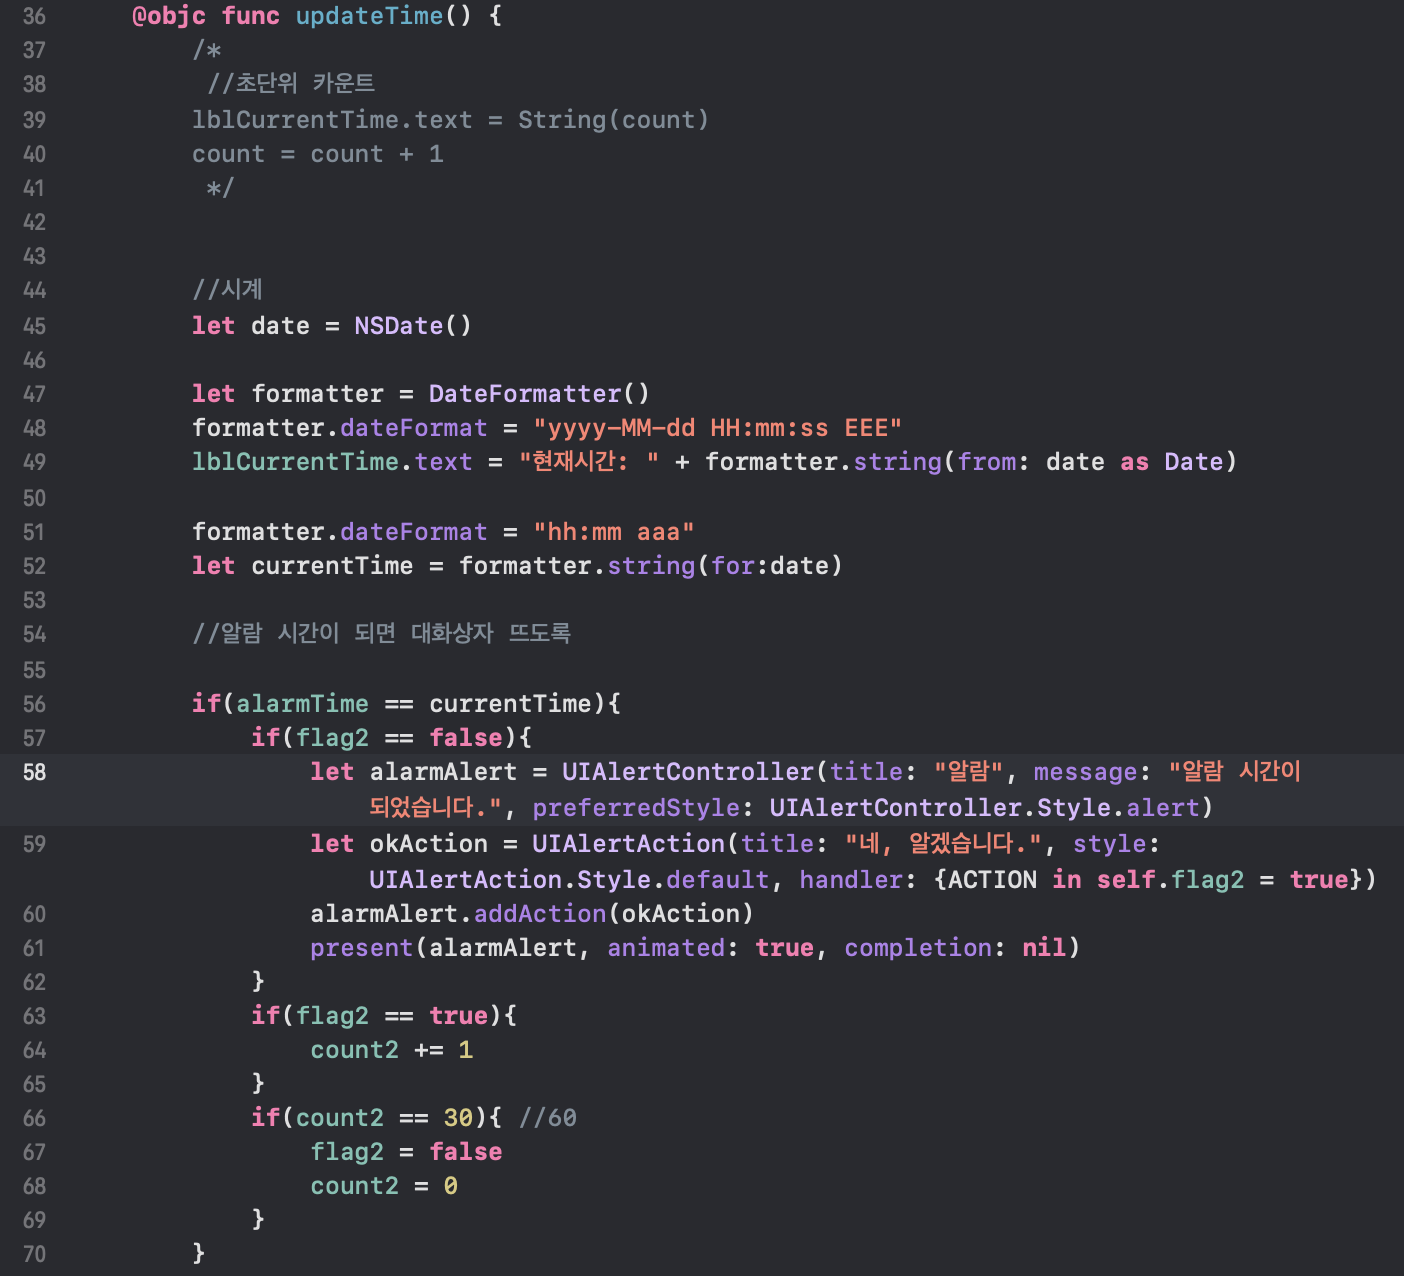 36 @objc func updateTime() {
37 /*
38 //초단위 카운트
39 lblCurrentTime.text = String(count)
40 count = count + 1
41 */
42
43
44 //시계
45 let date = NSDate()
46
47 let formatter = DateFormatter()
48 formatter.dateFormat = "yyyy-MM-dd HH:mm:ss EEE"
49 lblCurrentTime.text = "현재시간: " + formatter.string(from: date as Date)
50
51 formatter.dateFormat = "hh:mm aaa"
52 let currentTime = formatter.string(for:date)
53
54 //알람 시간이 되면 대화상자 뜨도록
55
56 if(alarmTime == currentTime){
57 if(flag2 == false){
58 let alarmAlert = UIAlertController(title: "알람", message: "알람 시간이
되었습니다.", preferredStyle: UIAlertController.Style.alert)
59 let okAction = UIAlertAction(title: "네, 알겠습니다.", style:
UIAlertAction.Style.default, handler: {ACTION in self.flag2 = true})
60 alarmAlert.addAction(okAction)
61 present(alarmAlert, animated: true, completion: nil)
62 }
63 if(flag2 == true){
64 count2 += 1
65 }
66 if(count2 == 30){ //60
67 flag2 = false
68 count2 = 0
69 }
70 }